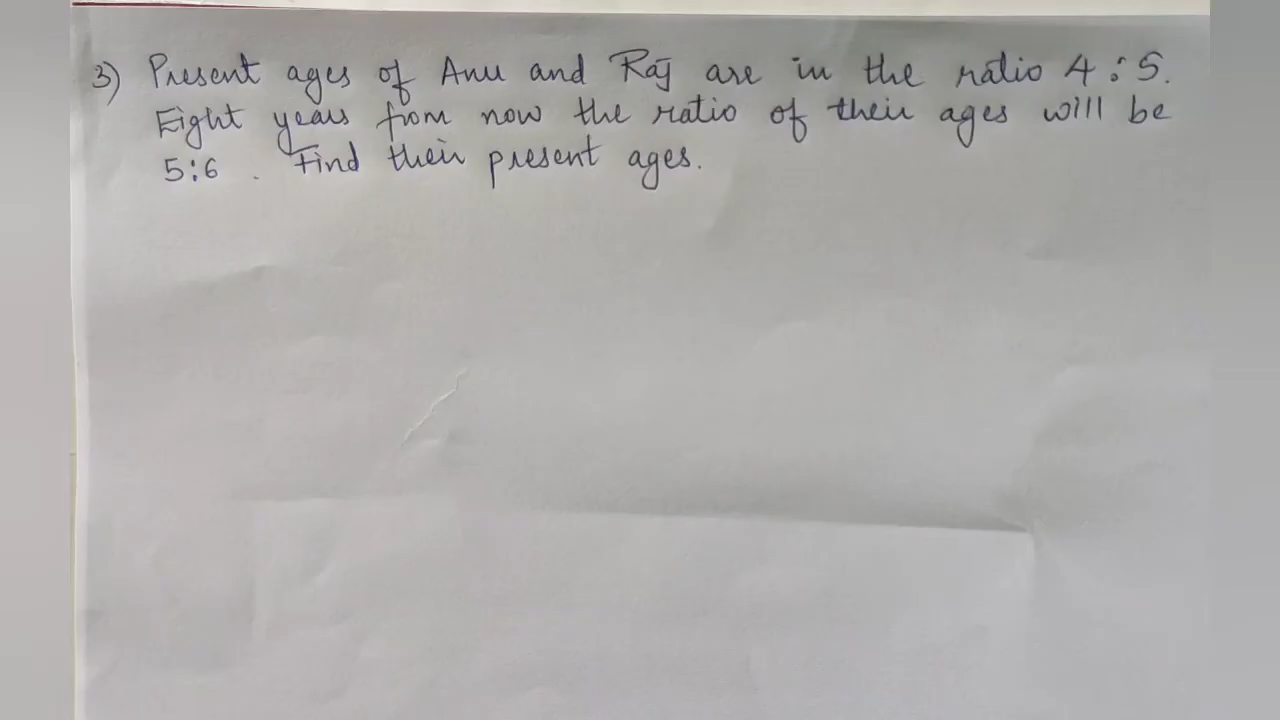 3) Present ages of Anu and Raj are in the ratio 4:5.
Eight years from now the ratio of their ages will be
5:6. Find their present ages.